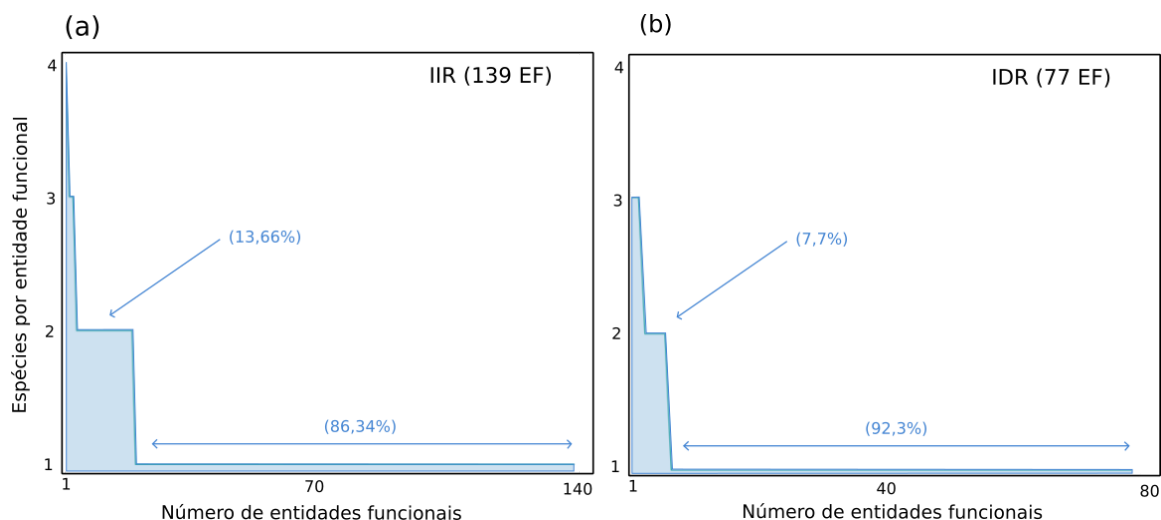 (a)
IIR (139 EF)
4
3
2
1
Espécies por entidade funcional
(13,66%)
(86,34%)
1
70
140
Número de entidades funcionais
(b)
IDR (77 EF)
4
3
2
1
(7,7%)
(92,3%)
1
40
80
Número de entidades funcionais